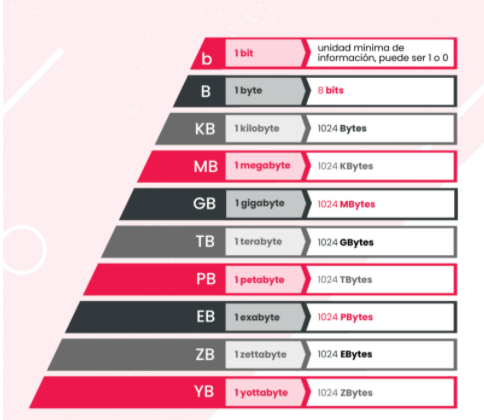 b 1 bit unidad mínima de
información, puede ser 1 o 0
B 1 byte 8 bits
KB 1 kilobyte 1024 Bytes
MB 1 megabyte 1024 KBytes
GB 1 gigabyte 1024 MBytes
TB 1 terabyte 1024 GBytes
PB 1 petabyte 1024 TBytes
EB 1 exabyte 1024 PBytes
ZB 1 zettabyte 1024 EBytes
YB 1 yottabyte 1024 ZBytes